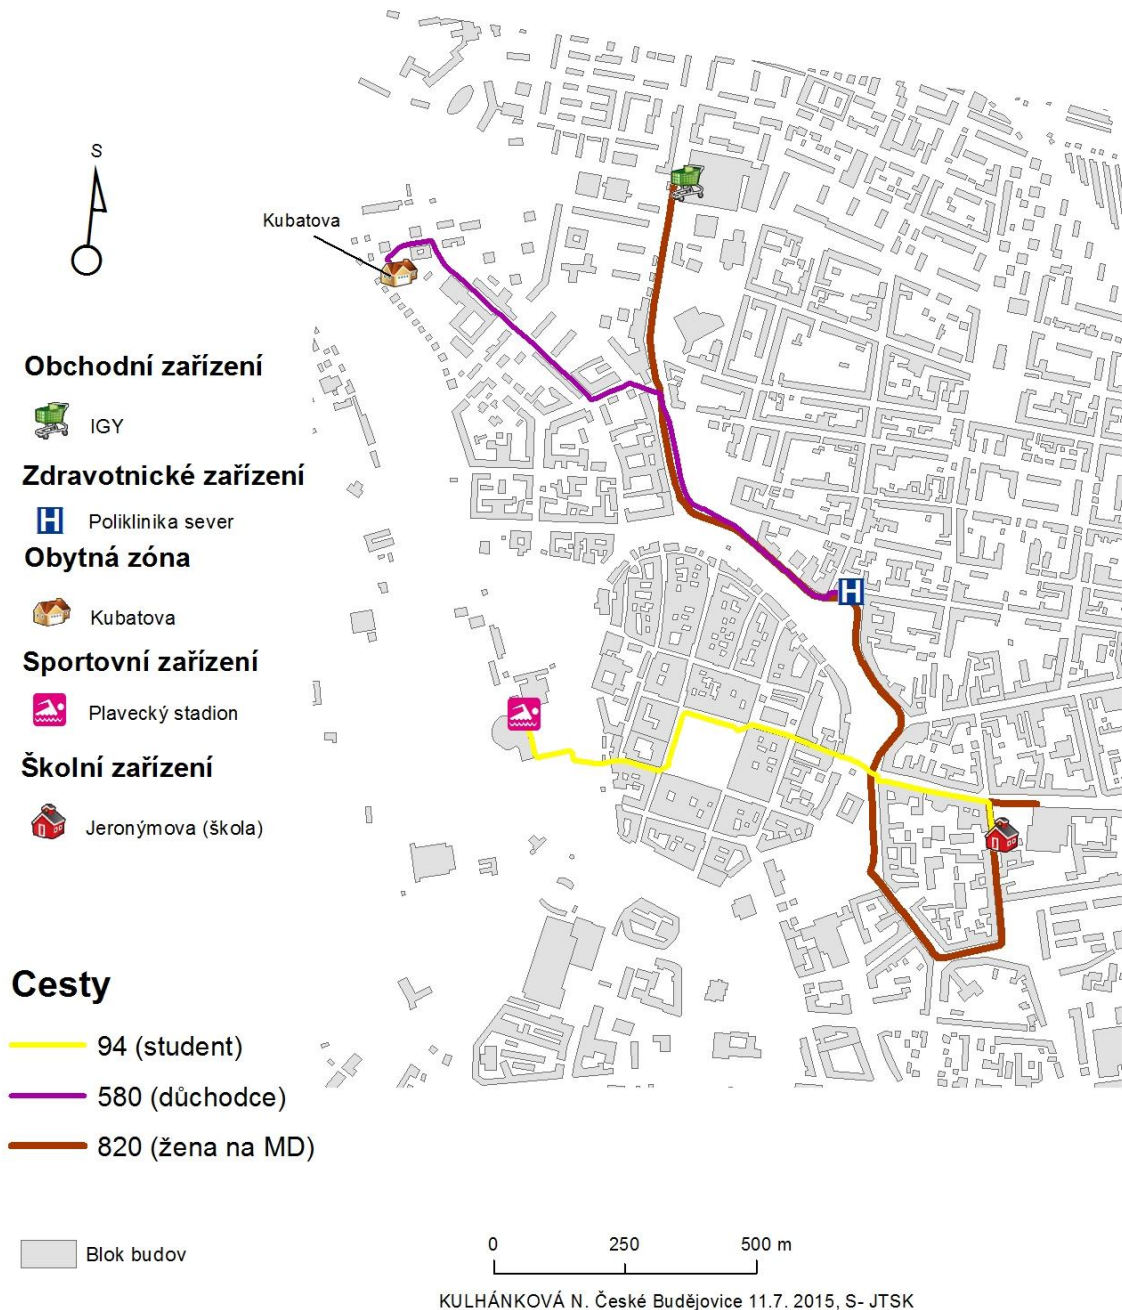 S
Kubatova
Obchodní zařízení
IGY
Zdravotnické zařízení
H
Poliklinika sever
Obytná zóna
Kubatova
Sportovní zařízení
Plavecký stadion
Školní zařízení
Jeronýmova (škola)
H
Cesty
94 (student)
580 (důchodce)
820 (žena na MD)
Blok budov
0 250 500 m
KULHÁNKOVÁ N. České Budějovice 11.7. 2015, S- JTSK